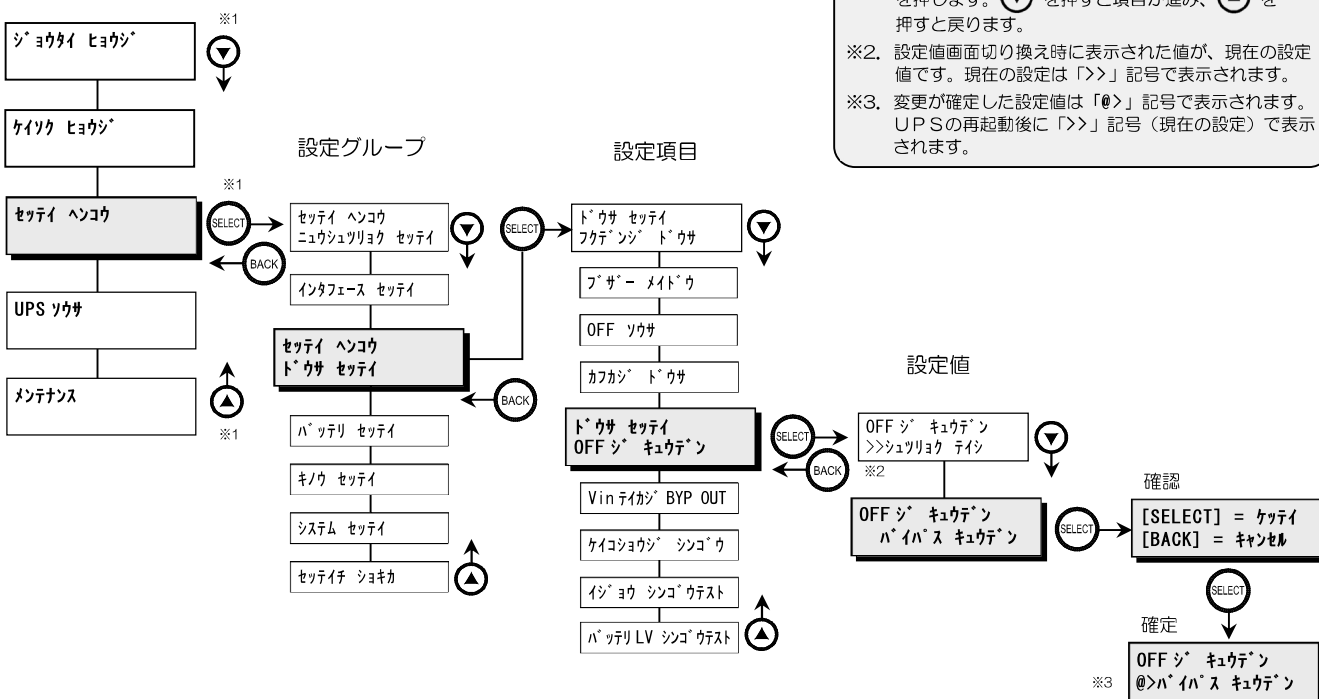 ※1
ｼﾞｮｳﾀｲ ﾋｮｳｼﾞ
ｹｲｿｸ ﾋｮｳｼﾞ
※1
ｾｯﾃｲ ﾍﾝｺｳ
SELECT
BACK
UPS ｿｳｻ
ﾒﾝﾃﾅﾝｽ
※1
設定グループ
ｾｯﾃｲ ﾍﾝｺｳ
ﾆｭｳｼｭﾂﾘｮｸ ｾｯﾃｲ
ｲﾝﾀﾌｪｰｽ ｾｯﾃｲ
ｾｯﾃｲ ﾍﾝｺｳ
ﾄﾞｳｻ ｾｯﾃｲ
SELECT
BACK
ﾊﾞｯﾃﾘ ｾｯﾃｲ
ｷﾉｳ ｾｯﾃｲ
ｼｽﾃﾑ ｾｯﾃｲ
ｾｯﾃｲﾁ ｼｮｷｶ
設定項目
ﾄﾞｳｻ ｾｯﾃｲ
ﾌｸﾃﾞﾝｼﾞ ﾄﾞｳｻ
ﾌﾞｻﾞｰ ﾒｲﾄﾞｳ
OFF ｿｳｻ
ｶﾌｶｼﾞ ﾄﾞｳｻ
ﾄﾞｳｻ ｾｯﾃｲ
OFFｼﾞ ｷｭｳﾃﾞﾝ
SELECT
BACK
Vinﾃｲｶｼﾞ BYP OUT
ｹｲｺｼｮｳｼﾞ ｼﾝｺﾞｳ
ｲｼﾞｮｳ ｼﾝｺﾞｳﾃｽﾄ
ﾊﾞｯﾃﾘLV ｼﾝｺﾞｳﾃｽﾄ
設定値
OFFｼﾞ ｷｭｳﾃﾞﾝ
>>ｼｭﾂﾘｮｸ ﾃｲｼ
※2
OFFｼﾞ ｷｭｳﾃﾞﾝ
ﾊﾞｲﾊﾟｽ ｷｭｳﾃﾞﾝ
SELECT
確認
[SELECT] = ｹｯﾃｲ
[BACK] = ｷｬﾝｾﾙ
SELECT
確定
OFFｼﾞ ｷｭｳﾃﾞﾝ
※3
@>ﾊﾞｲﾊﾟｽ ｷｭｳﾃﾞﾝ
を押します。▼を押すと項目が進み、▲を
押すと戻ります。
※2. 設定値画面切り換え時に表示された値が、現在の設定
値です。現在の設定は「>>」記号で表示されます。
※3. 変更が確定した設定値は「@>」記号で表示されます。
UPSの再起動後に「>>」記号（現在の設定）で表示
されます。